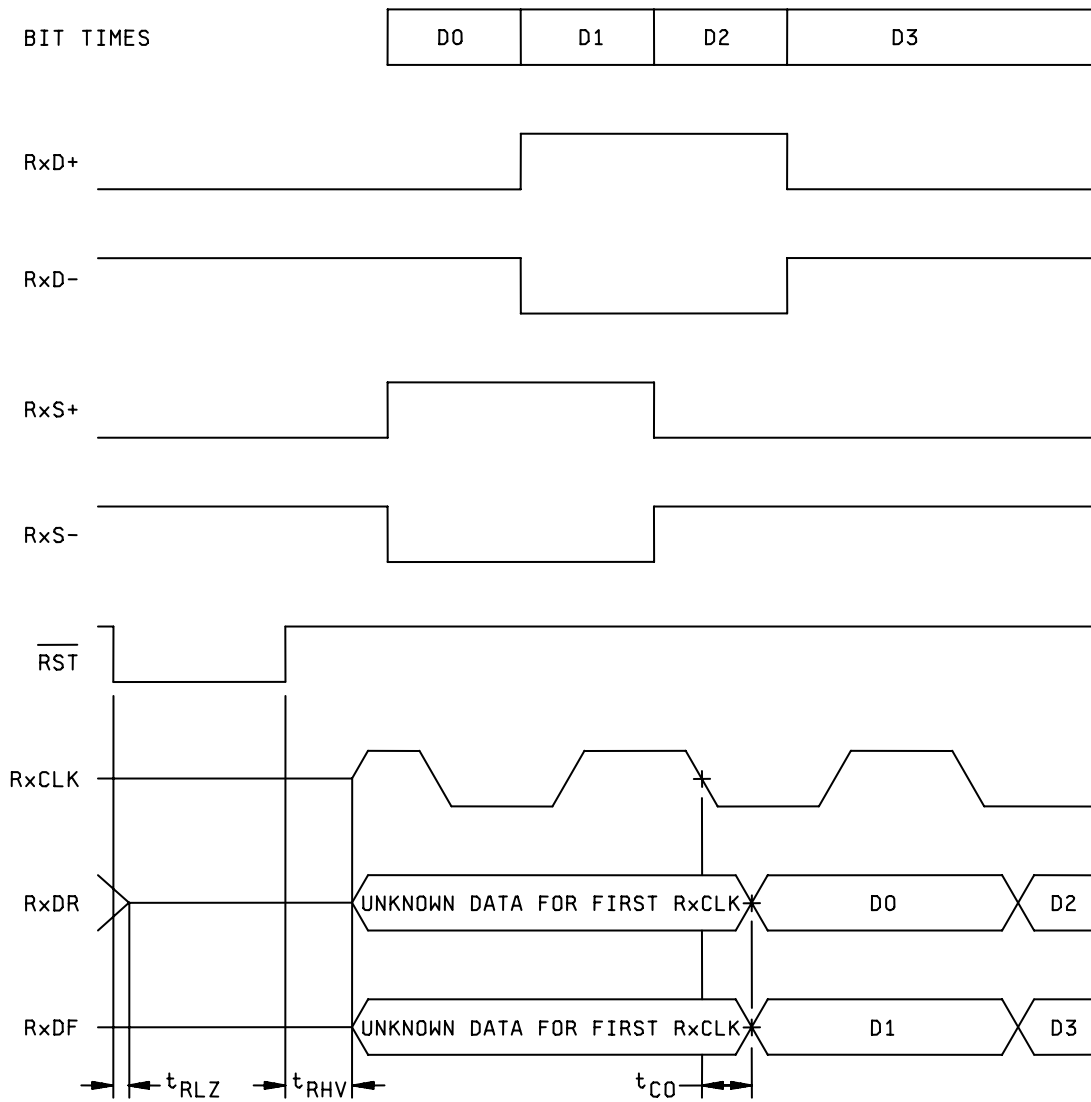 BIT TIMES D0 D1 D2 D3
RxD+
RxD-
RxS+
RxS-
RST
RxCLK
RxDR UNKNOWN DATA FOR FIRST RxCLK D0 D2
RxDF UNKNOWN DATA FOR FIRST RxCLK D1 D3
tRLZ tRHV tCO